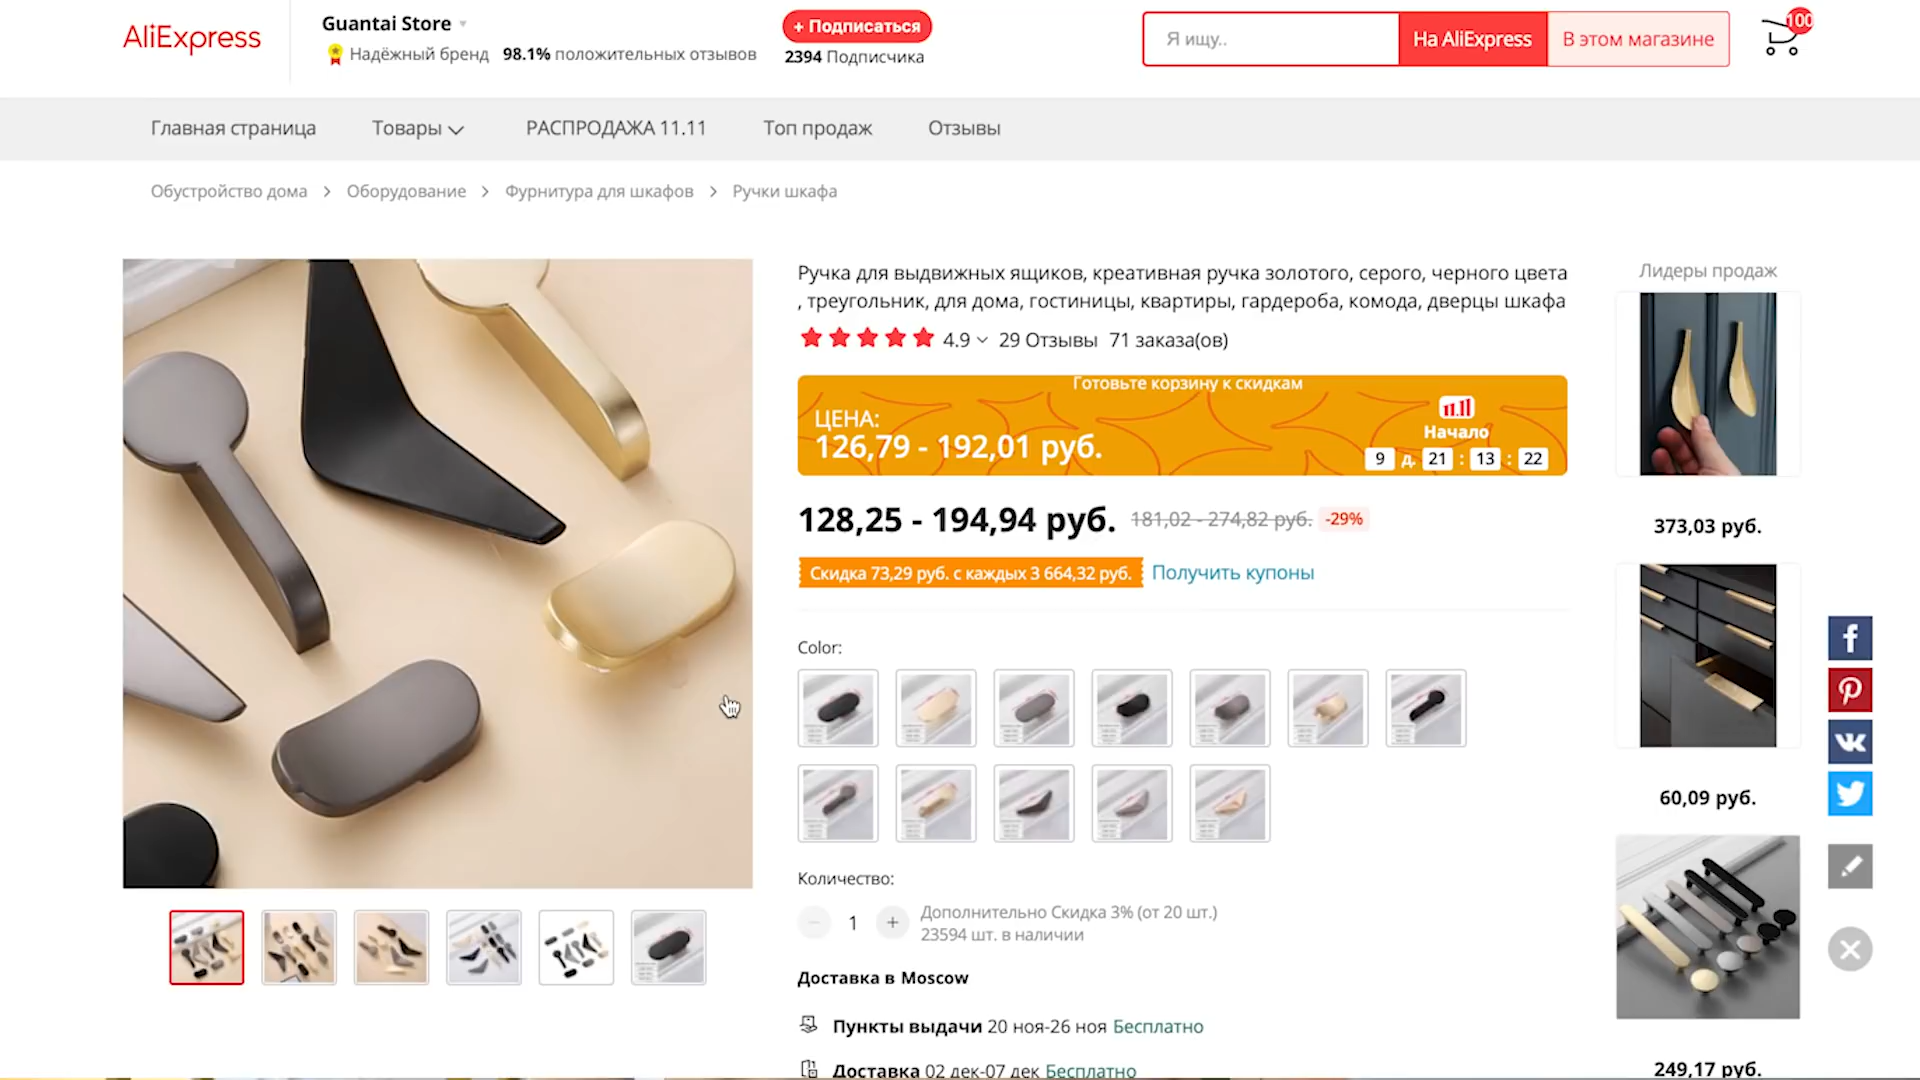 AliExpress
Guantai Store
Надёжный бренд 98.1% положительных отзывов
+ Подписаться
2394 Подписчика
Я ищу..
На AliExpress
В этом магазине
100
Главная страница
Товары
РАСПРОДАЖА 11.11
Топ продаж
Отзывы
Обустройство дома > Оборудование > Фурнитура для шкафов > Ручки шкафа
Ручка для выдвижных ящиков, креативная ручка золотого, серого, черного цвета
, треугольник, для дома, гостиницы, квартиры, гардероба, комода, дверцы шкафа
4.9 29 Отзывы 71 заказа(ов)
Готовьте корзину к скидкам
ЦЕНА:
126,79 - 192,01 руб.
11.11
Начало
9 д. 21 : 13 : 22
128,25 - 194,94 руб. 181,02 - 274,82 руб. -29%
Скидка 73,29 руб. с каждых 3 664,32 руб. Получить купоны
Color:
Количество:
1
Дополнительно Скидка 3% (от 20 шт.)
23594 шт. в наличии
Доставка в Moscow
Пункты выдачи 20 ноя-26 ноя Бесплатно
Доставка 02 дек-07 дек Бесплатно
Лидеры продаж
373,03 руб.
60,09 руб.
249,17 руб.